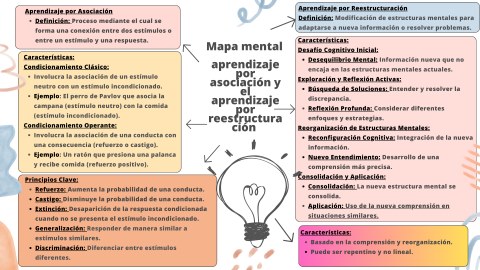 Aprendizaje por Asociación
Definición: Proceso mediante el cual se
forma una conexión entre dos estímulos o
entre un estímulo y una respuesta.
Características:
Condicionamiento Clásico:
Involucra la asociación de un estímulo
neutro con un estímulo incondicionado.
Ejemplo: El perro de Pavlov que asocia la
campana (estímulo neutro) con la comida
(estímulo incondicionado).
Condicionamiento Operante:
Involucra la asociación de una conducta con
una consecuencia (refuerzo o castigo).
Ejemplo: Un ratón que presiona una palanca
y recibe comida (refuerzo positivo).
Principios Clave:
Refuerzo: Aumenta la probabilidad de una conducta.
Castigo: Disminuye la probabilidad de una conducta.
Extinción: Desaparición de la respuesta condicionada
cuando no se presenta el estímulo incondicionado.
Generalización: Responder de manera similar a
estímulos similares.
Discriminación: Diferenciar entre estímulos
diferentes.
Mapa mental
aprendizaje
por
asociación y
el
aprendizaje
por
reestructura
ción
Aprendizaje por Reestructuración
Definición: Modificación de estructuras mentales para
adaptarse a nueva información o resolver problemas.
Características:
Desafío Cognitivo Inicial:
Desequilibrio Mental: Información nueva que no
encaja en las estructuras mentales actuales.
Exploración y Reflexión Activas:
Búsqueda de Soluciones: Entender y resolver la
discrepancia.
Reflexión Profunda: Considerar diferentes
enfoques y estrategias.
Reorganización de Estructuras Mentales:
Reconfiguración Cognitiva: Integración de la nueva
información.
Nuevo Entendimiento: Desarrollo de una
comprensión más precisa.
Consolidación y Aplicación:
Consolidación: La nueva estructura mental se
consolida.
Aplicación: Uso de la nueva comprensión en
situaciones similares.
Características:
Basado en la comprensión y reorganización.
Puede ser repentino y no lineal.